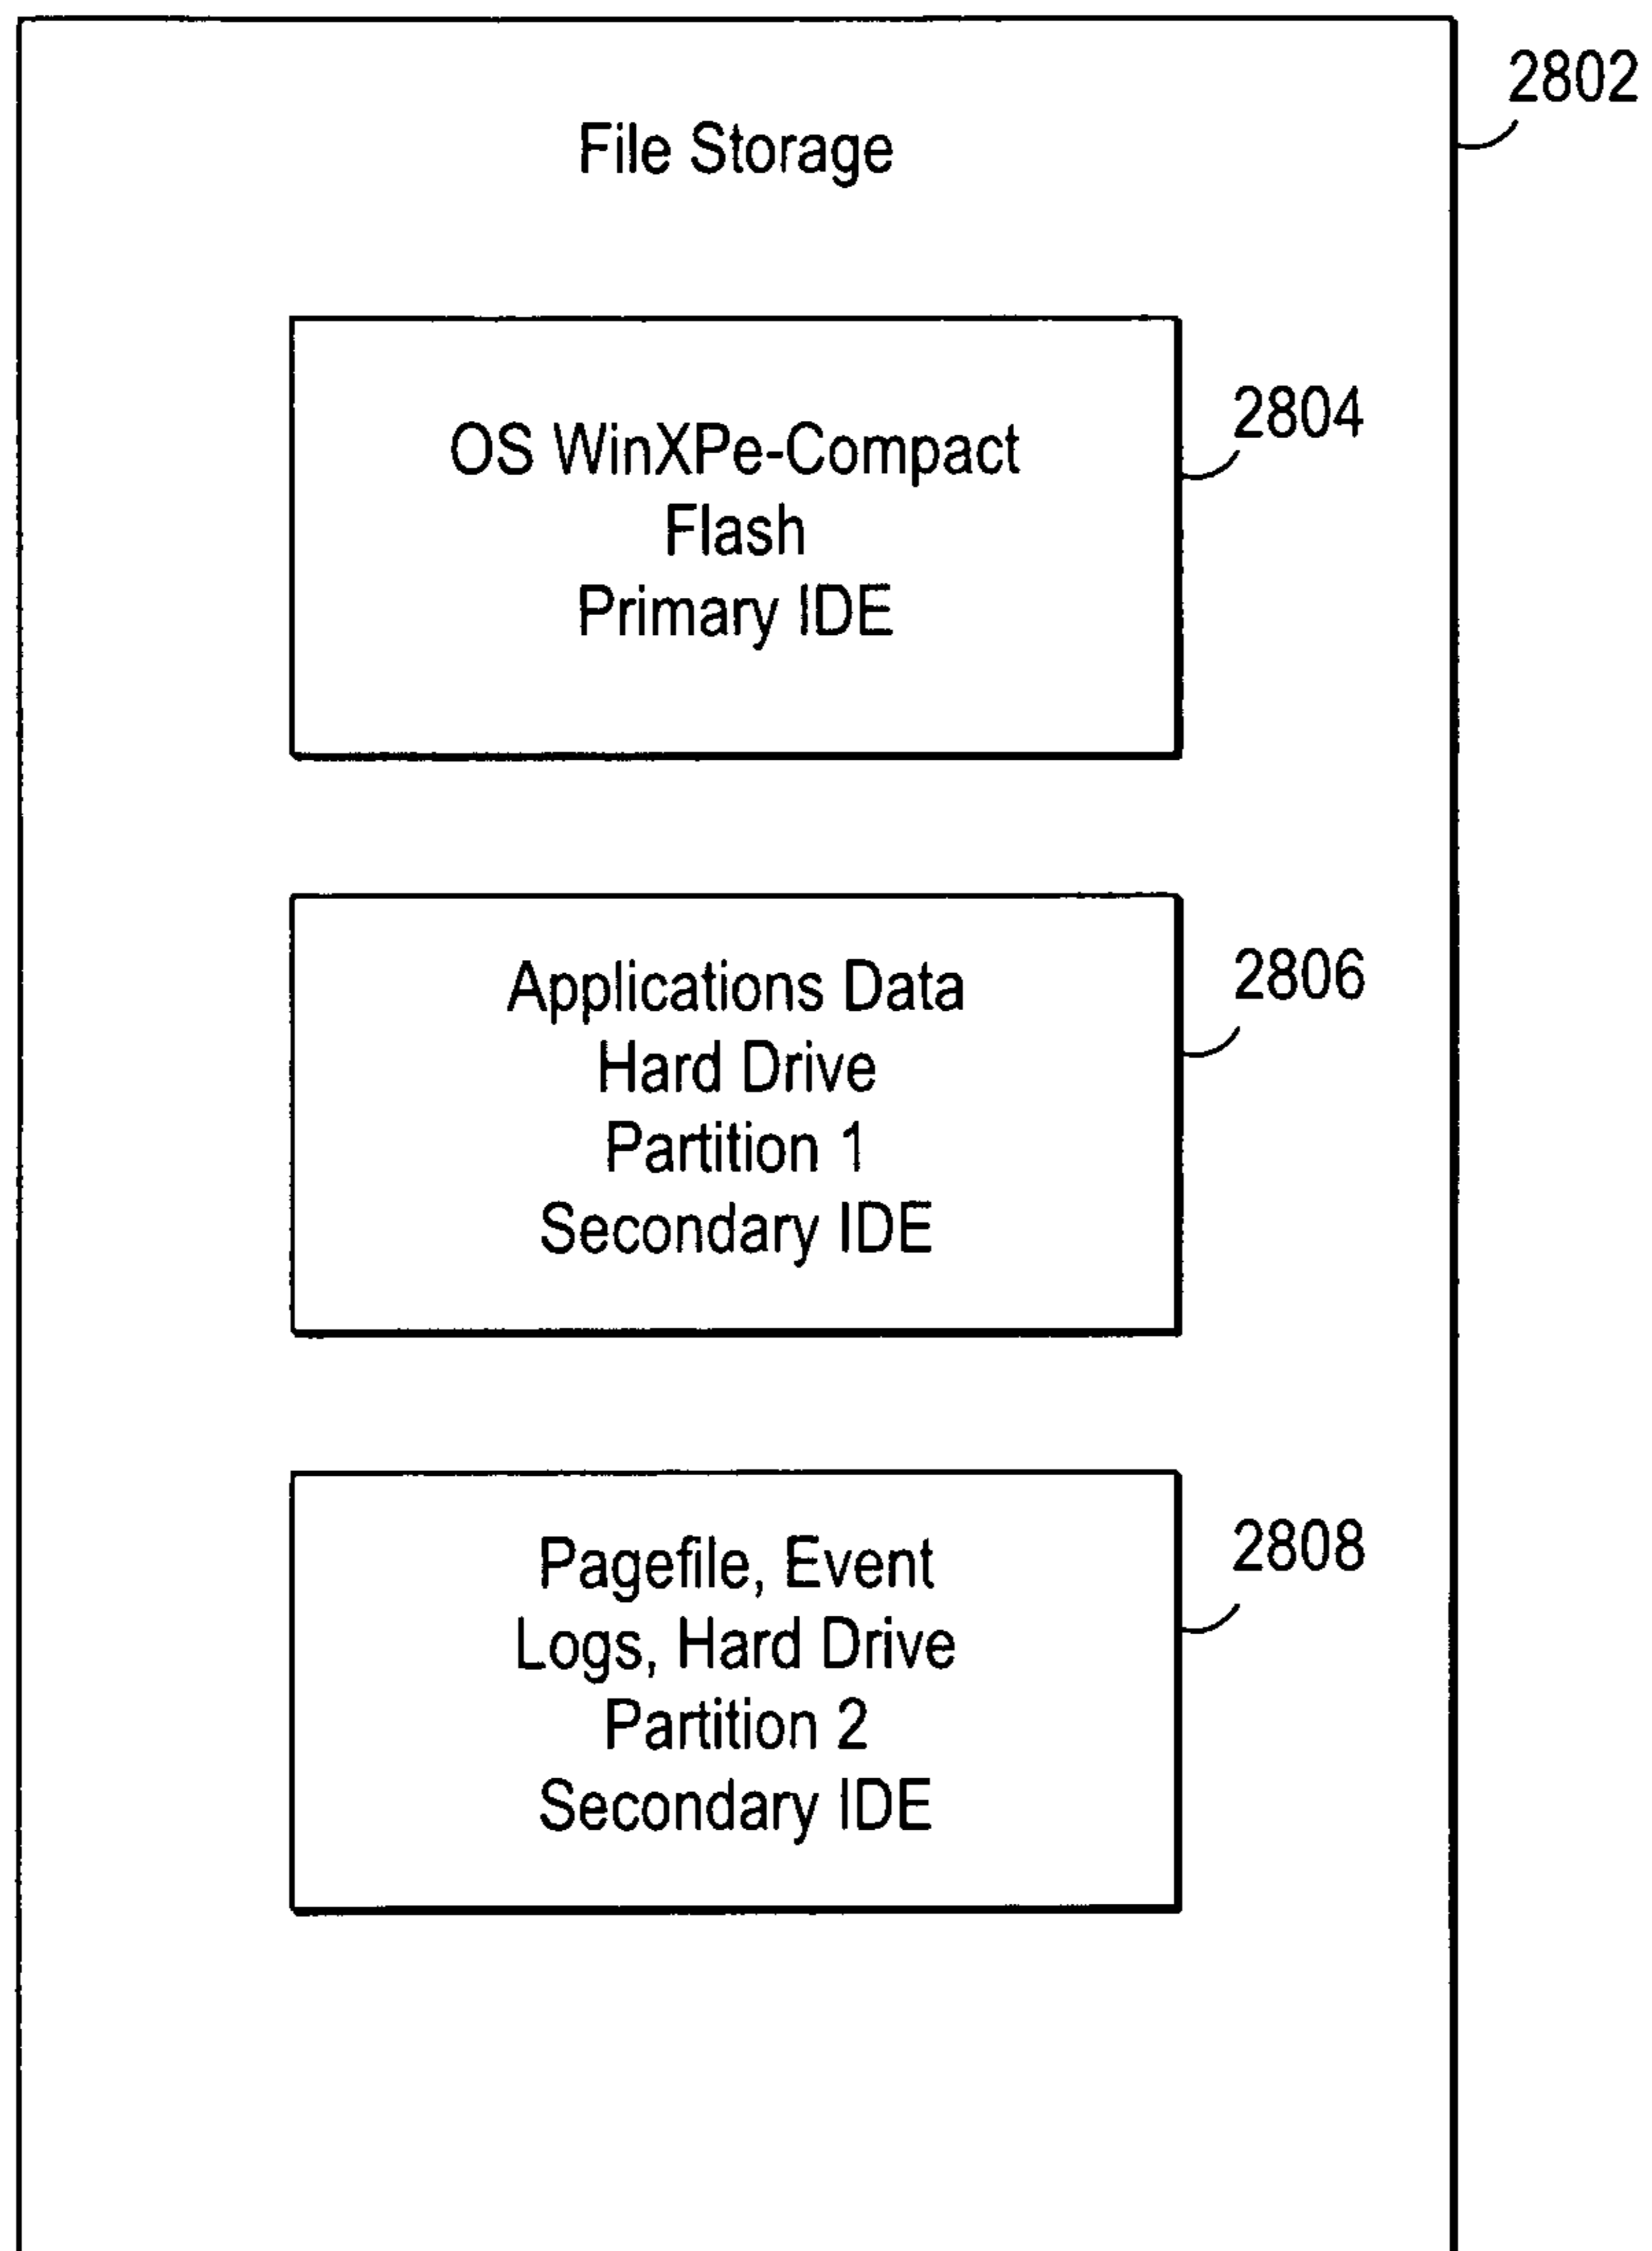 2802
File Storage
2804
OS WinXPe-Compact
Flash
Primary IDE
2806
Applications Data
Hard Drive
Partition 1
Secondary IDE
2808
Pagefile, Event
Logs, Hard Drive
Partition 2
Secondary IDE